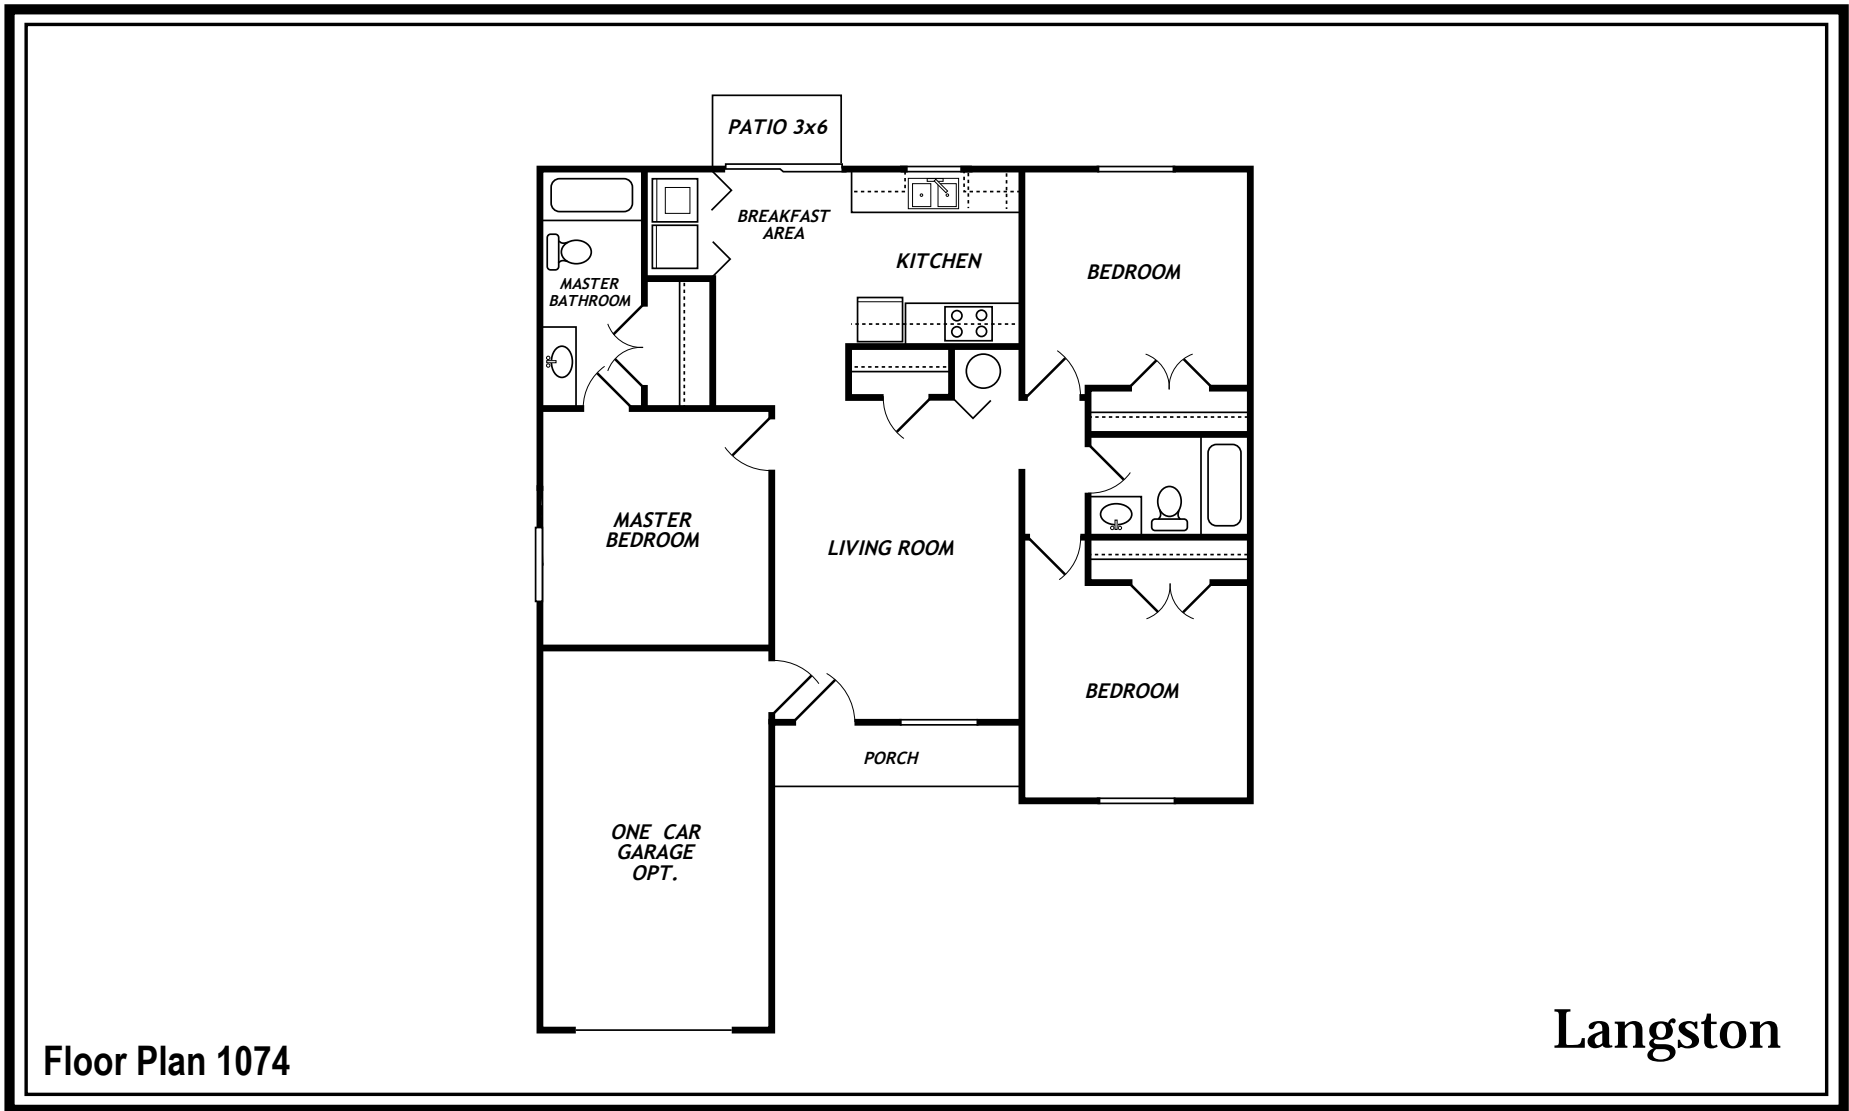 PATIO 3x6
BREAKFAST
AREA
KITCHEN
BEDROOM
MASTER
BATHROOM
MASTER
BEDROOM
LIVING ROOM
BEDROOM
PORCH
ONE CAR
GARAGE
OPT.
Floor Plan 1074
Langston